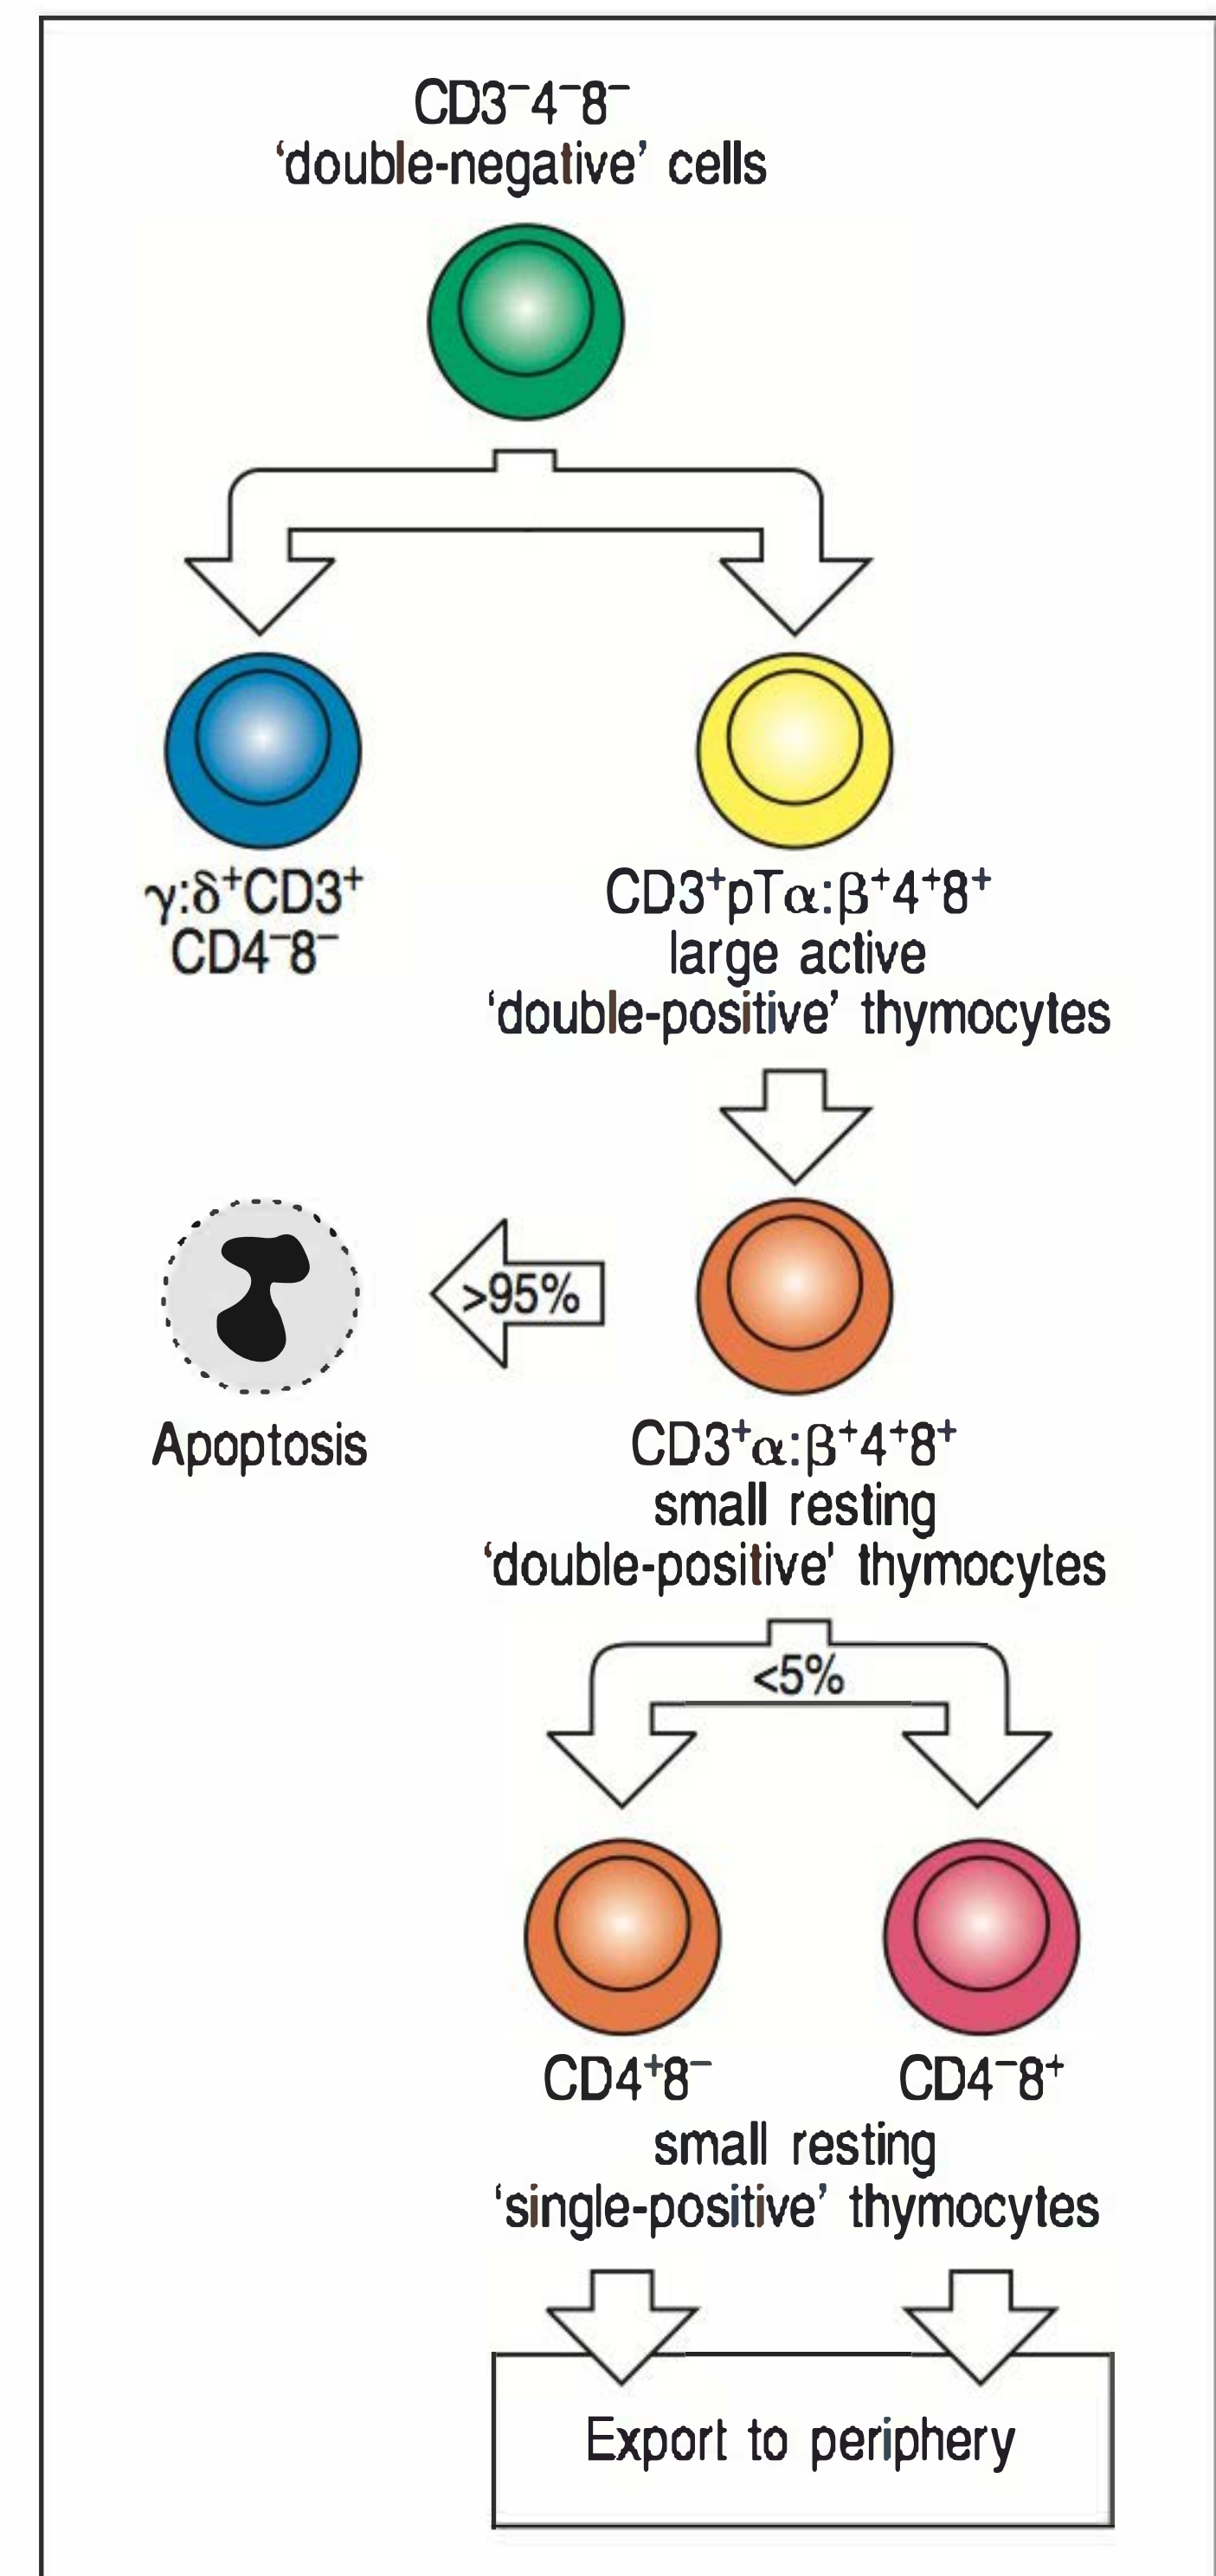 CD3⁻4⁻8⁻
‘double-negative’ cells
γ:δ⁺CD3⁺
CD4⁻8⁻
CD3⁺pTα:β⁺4⁺8⁺
large active
‘double-positive’ thymocytes
>95%
Apoptosis
CD3⁺α:β⁺4⁺8⁺
small resting
‘double-positive’ thymocytes
<5%
CD4⁺8⁻
CD4⁻8⁺
small resting
‘single-positive’ thymocytes
Export to periphery